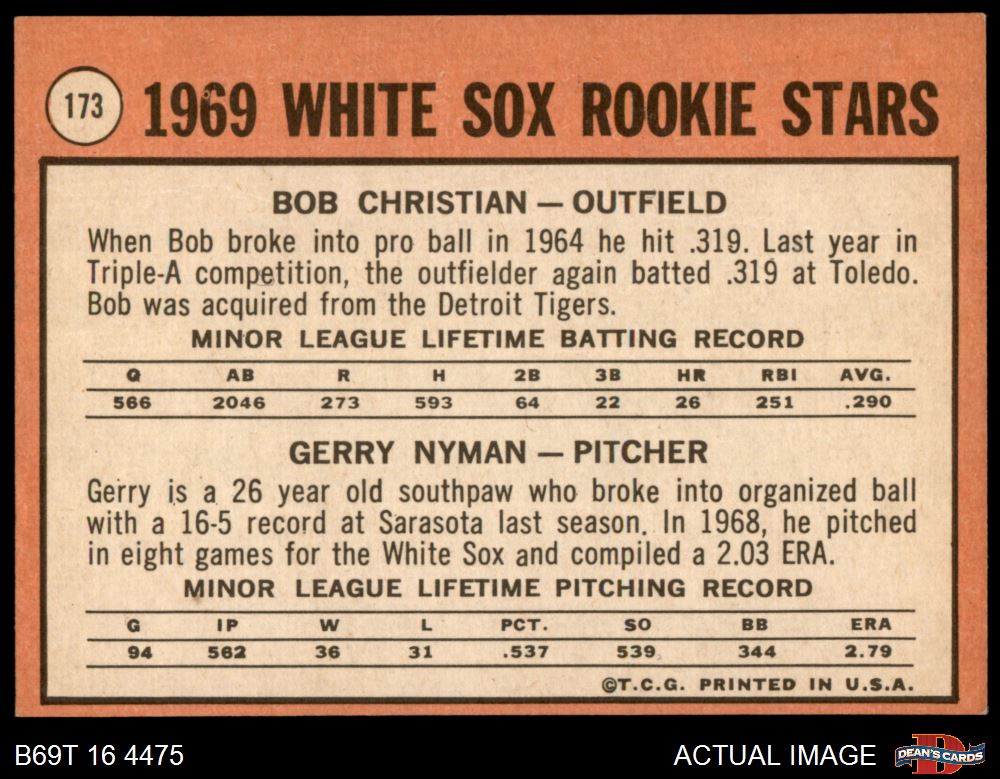 173
1969 WHITE SOX ROOKIE STARS
BOB CHRISTIAN — OUTFIELD
When Bob broke into pro ball in 1964 he hit .319. Last year in
Triple-A competition, the outfielder again batted .319 at Toledo.
Bob was acquired from the Detroit Tigers.
MINOR LEAGUE LIFETIME BATTING RECORD
G AB R H 2B 3B HR RBI AVG.
566 2046 273 593 64 22 26 251 .290
GERRY NYMAN — PITCHER
Gerry is a 26 year old southpaw who broke into organized ball
with a 16-5 record at Sarasota last season. In 1968, he pitched
in eight games for the White Sox and compiled a 2.03 ERA.
MINOR LEAGUE LIFETIME PITCHING RECORD
G IP W L PCT. SO BB ERA
94 562 36 31 .537 539 344 2.79
©T.C.G. PRINTED IN U.S.A.
B69T 16 4475
ACTUAL IMAGE
D
DEAN'S CARDS